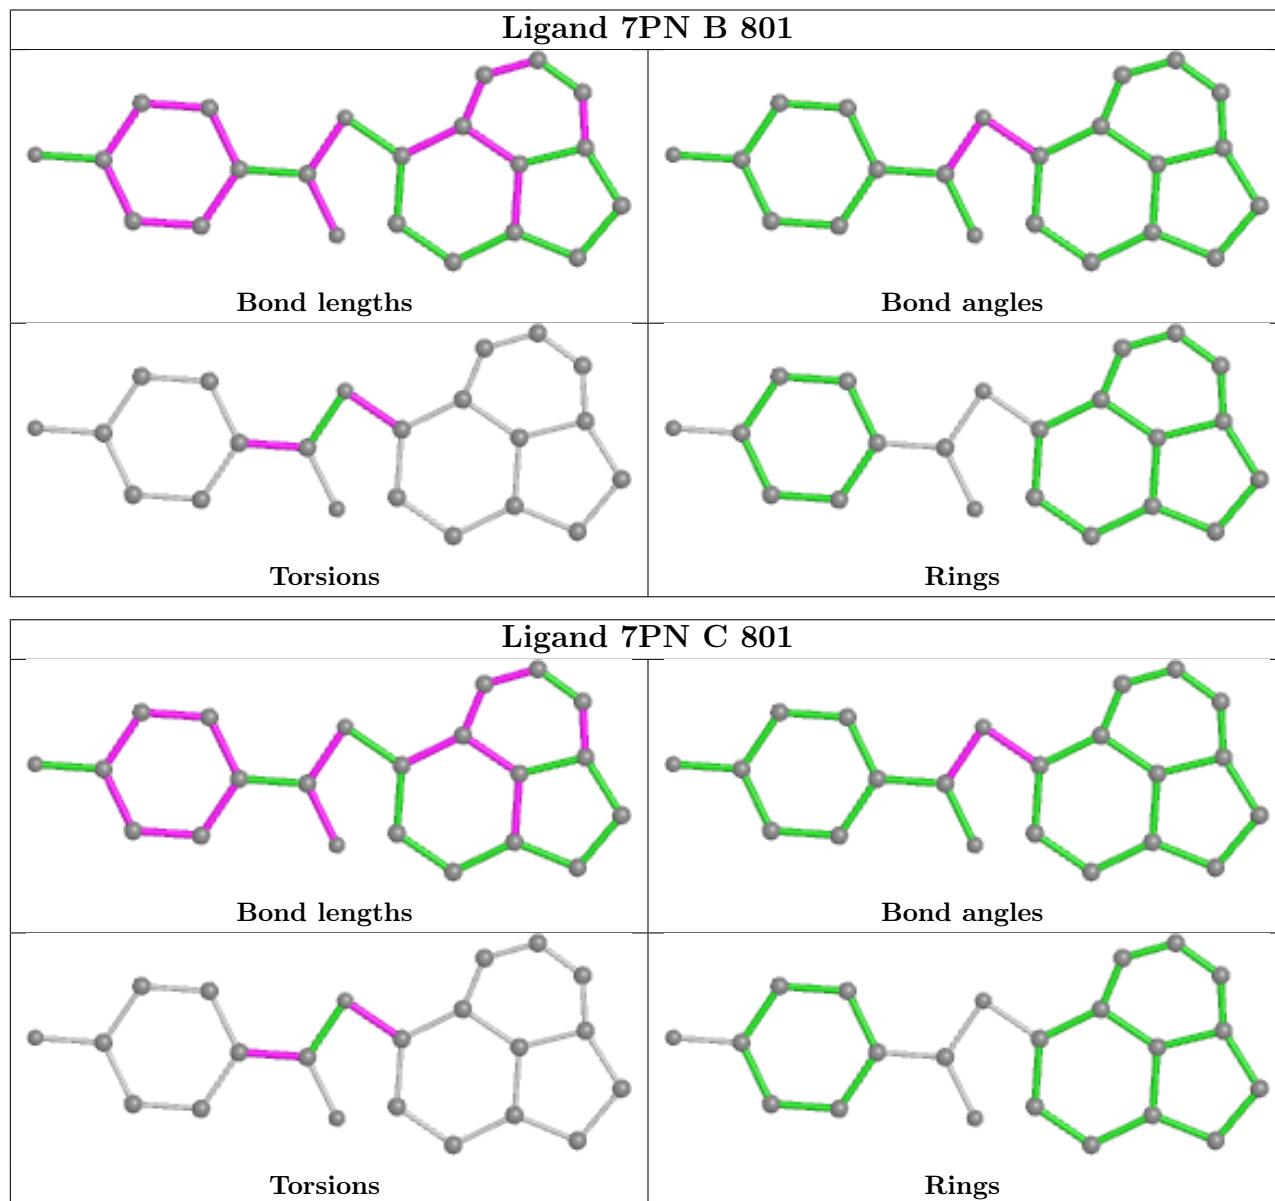 Ligand 7PN B 801
Bond lengths
Bond angles
Torsions
Rings
Ligand 7PN C 801
Bond lengths
Bond angles
Torsions
Rings